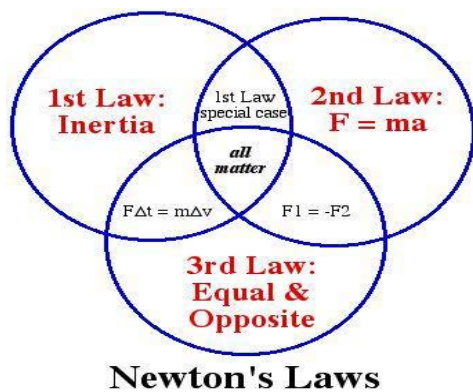 1st Law:
Inertia
1st Law
special case
2nd Law:
F = ma
all
matter
FΔt = mΔv
F1 = -F2
3rd Law:
Equal &
Opposite
Newton's Laws